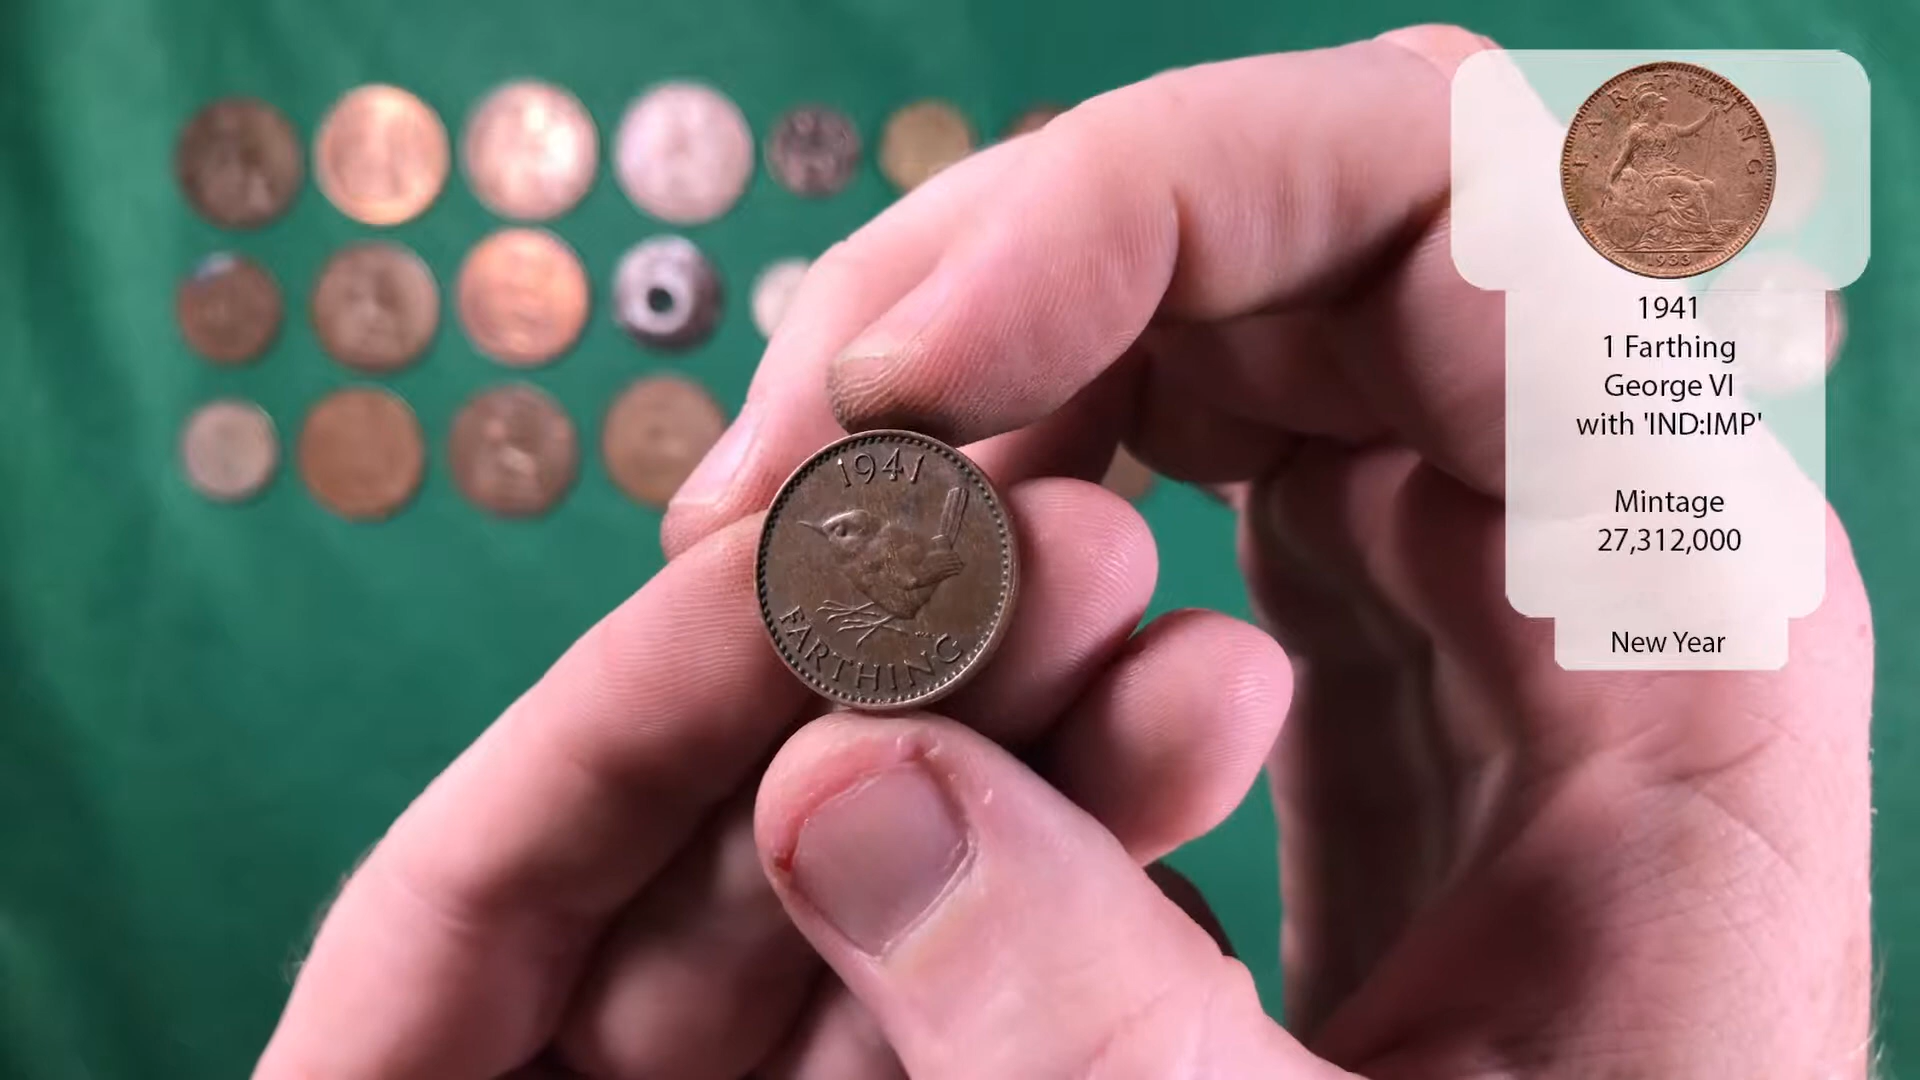 1941
FARTHING
FARTHING
1933
1941
1 Farthing
George VI
with 'IND:IMP'
Mintage
27,312,000
New Year